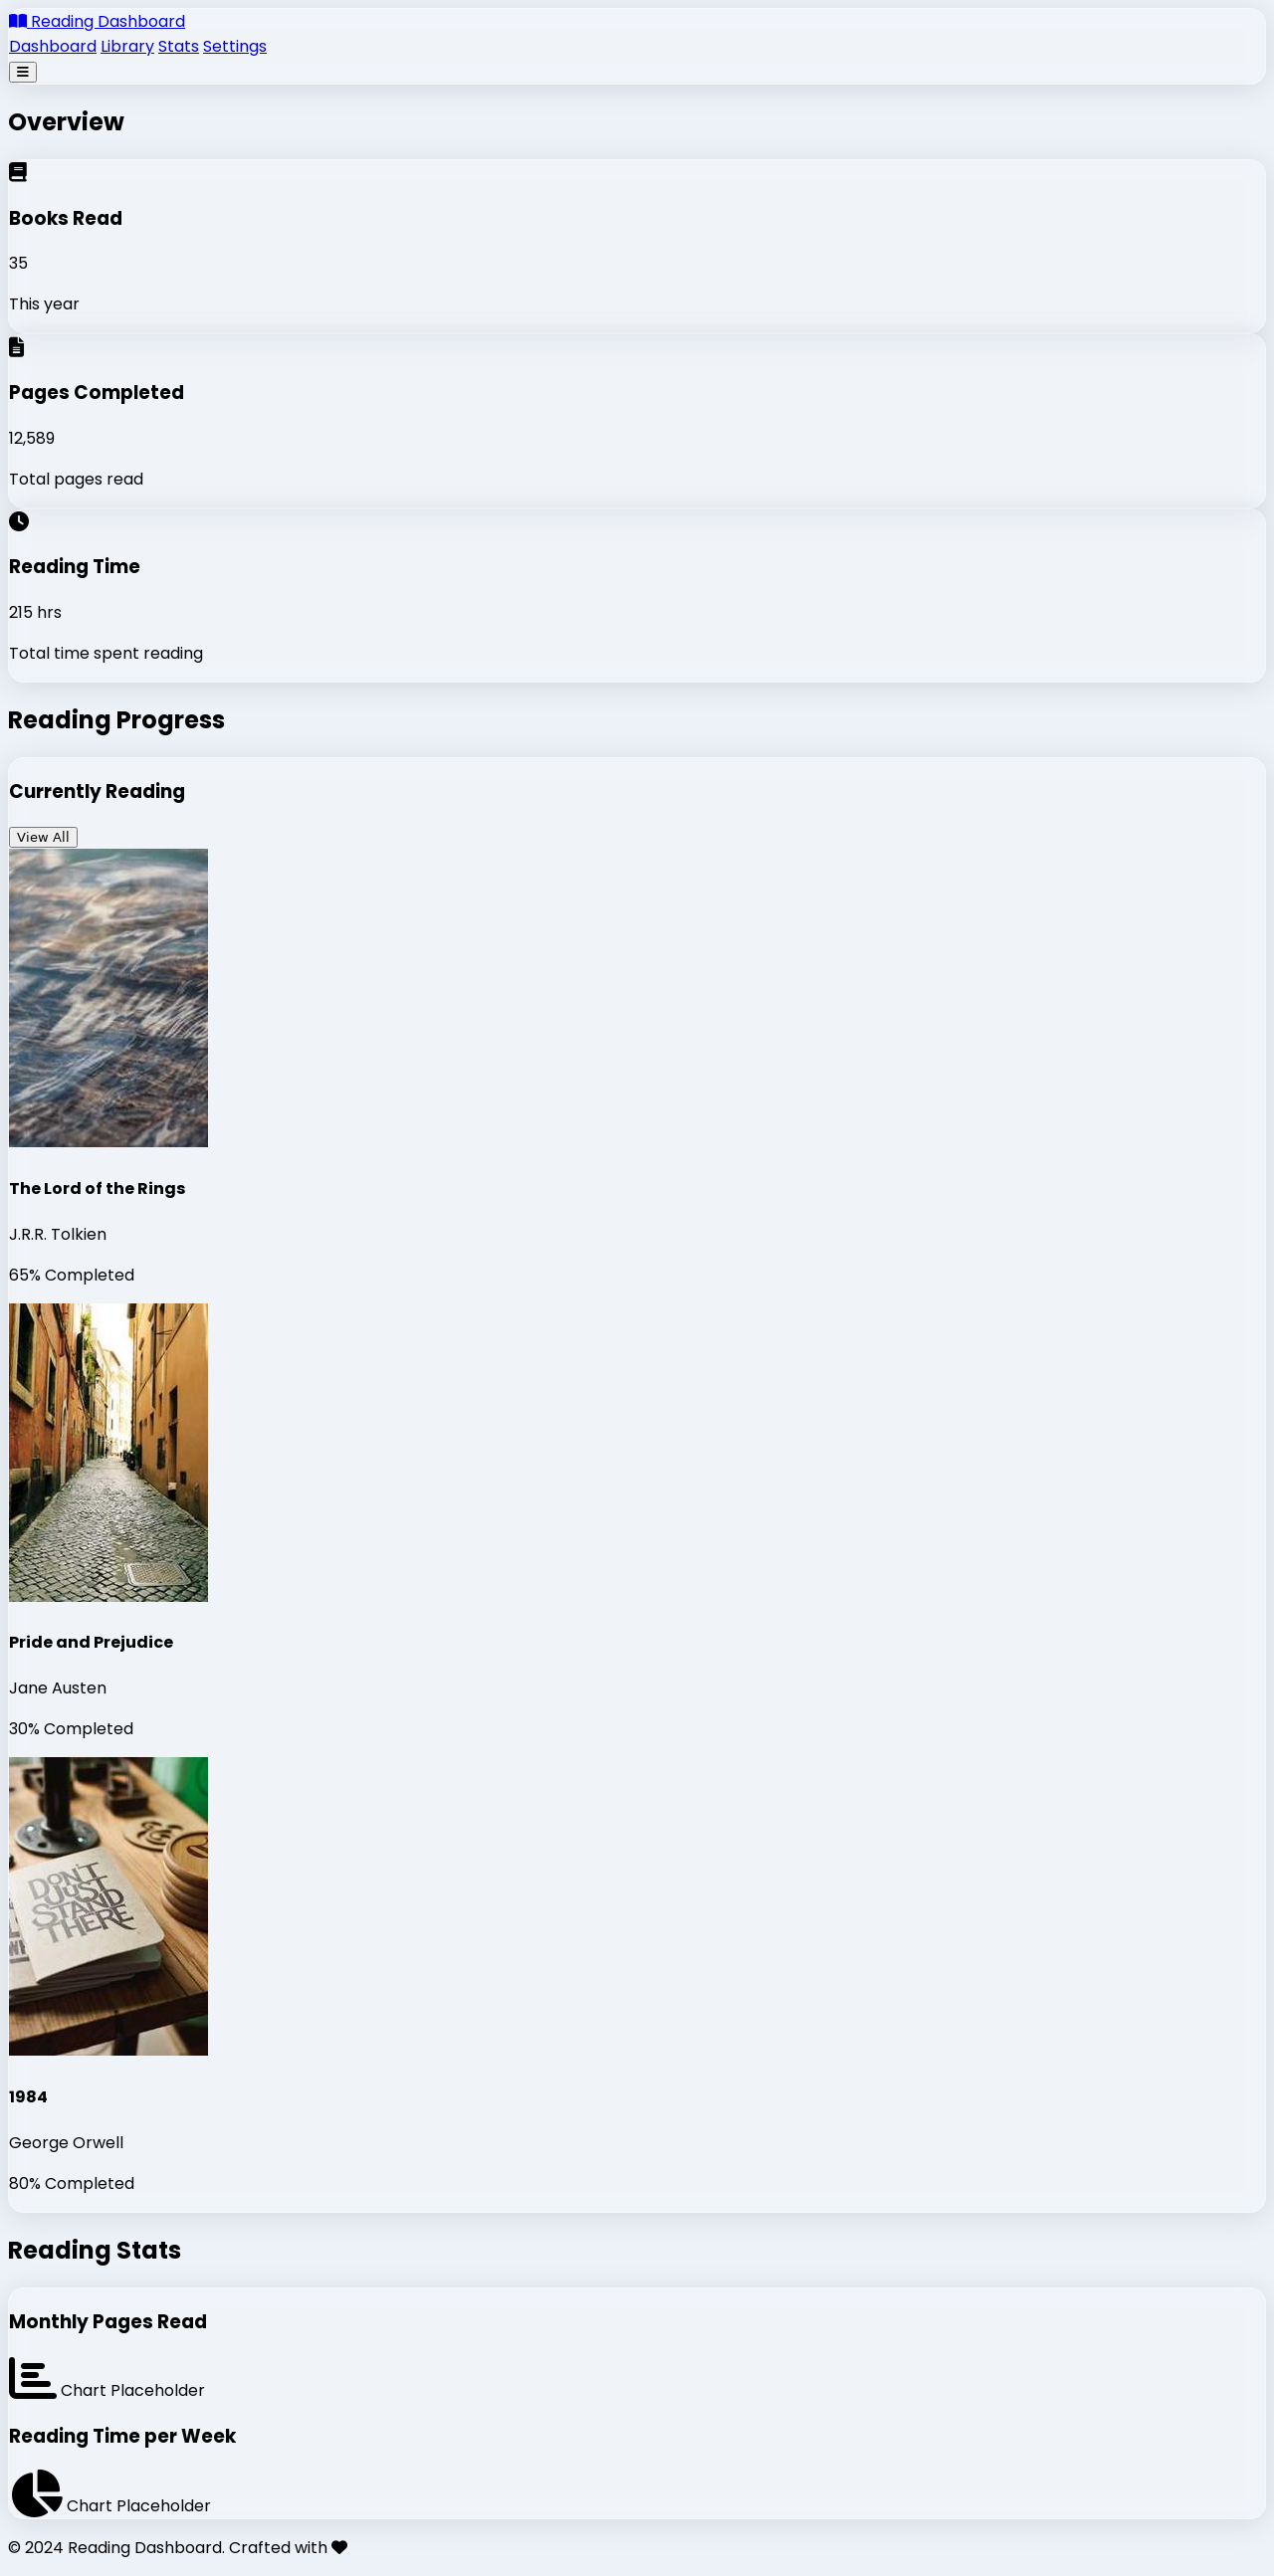 Reading Dashboard
Dashboard Library Stats Settings
Overview
Books Read
35
This year
Pages Completed
12,589
Total pages read
Reading Time
215 hrs
Total time spent reading
Reading Progress
Currently Reading
View All
The Lord of the Rings
J.R.R. Tolkien
65% Completed
Pride and Prejudice
Jane Austen
30% Completed
DON'T
JUST
STAND
THERE
1984
George Orwell
80% Completed
Reading Stats
Monthly Pages Read
Chart Placeholder
Reading Time per Week
Chart Placeholder
© 2024 Reading Dashboard. Crafted with